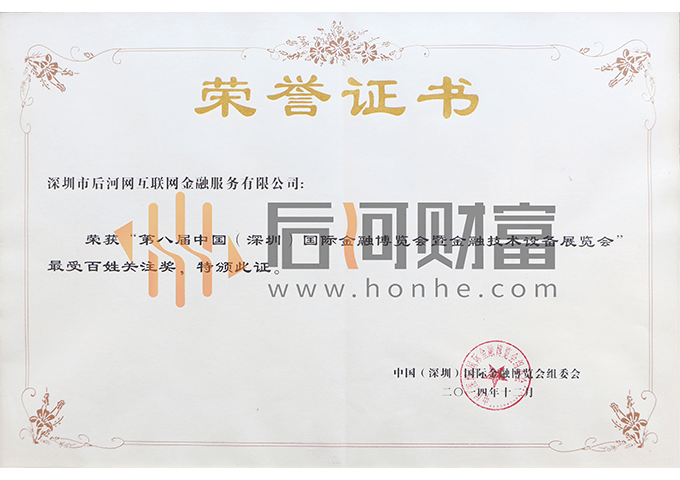 荣誉证书
深圳市后河网互联网金融服务有限公司：
荣获“第八届中国（深圳）国际金融博览会暨金融技术设备展览会”
最受百姓关注奖，特颁此证。
后河财富
www.honhe.com
中国（深圳）国际金融博览会组委会
二〇一四年十二月